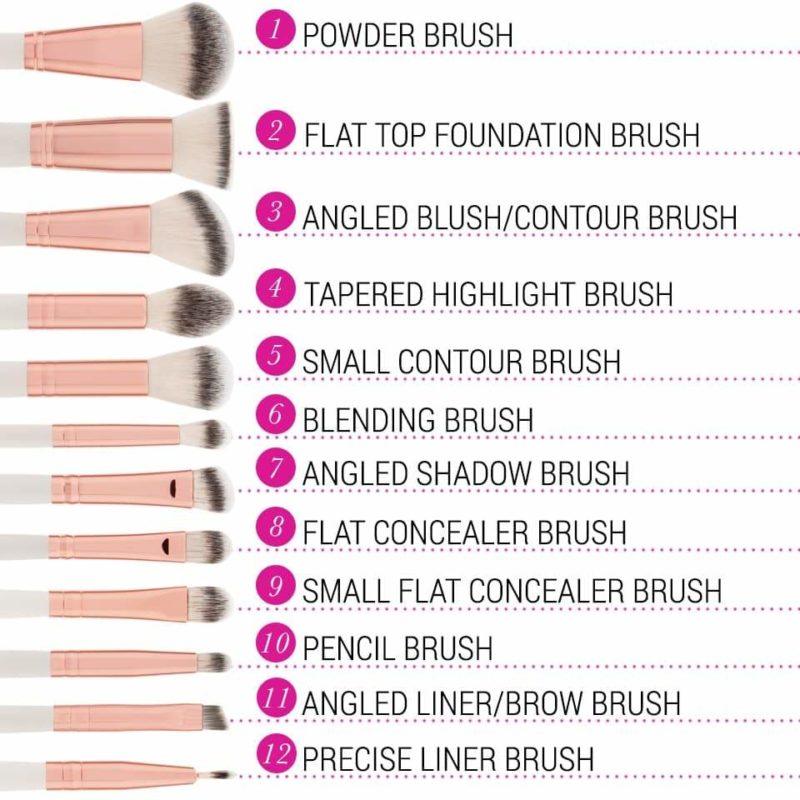 1 POWDER BRUSH
2 FLAT TOP FOUNDATION BRUSH
3 ANGLED BLUSH/CONTOUR BRUSH
4 TAPERED HIGHLIGHT BRUSH
5 SMALL CONTOUR BRUSH
6 BLENDING BRUSH
7 ANGLED SHADOW BRUSH
8 FLAT CONCEALER BRUSH
9 SMALL FLAT CONCEALER BRUSH
10 PENCIL BRUSH
11 ANGLED LINER/BROW BRUSH
12 PRECISE LINER BRUSH